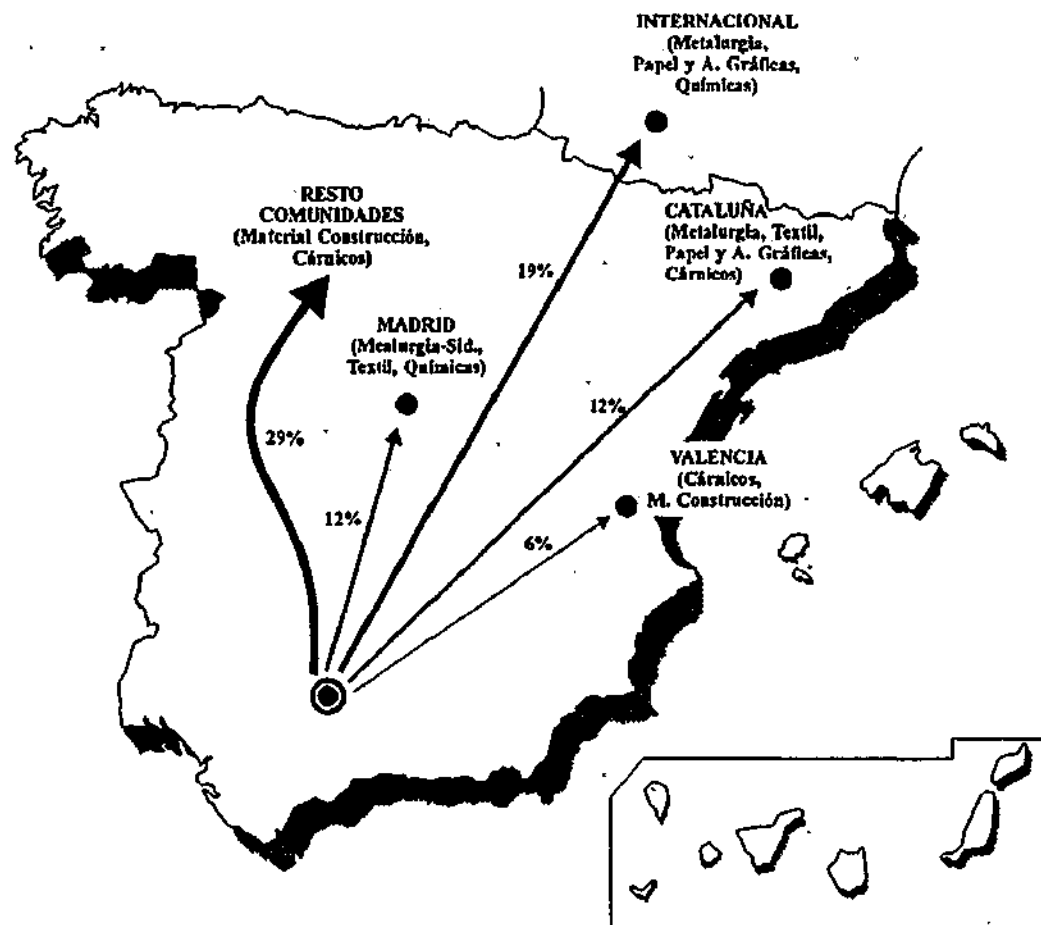 INTERNACIONAL
(Metalurgia,
Papel y A. Gráficas,
Químicas)
RESTO
COMUNIDADES
(Material Construcción,
Cárnicos)
CATALUÑA
(Metalurgia, Textil,
Papel y A. Gráficas,
Cárnicos)
19%
MADRID
(Mealurgia-Sid.,
Textil, Químicas)
12%
29%
VALENCIA
(Cárnicos,
M. Construcción)
12%
6%